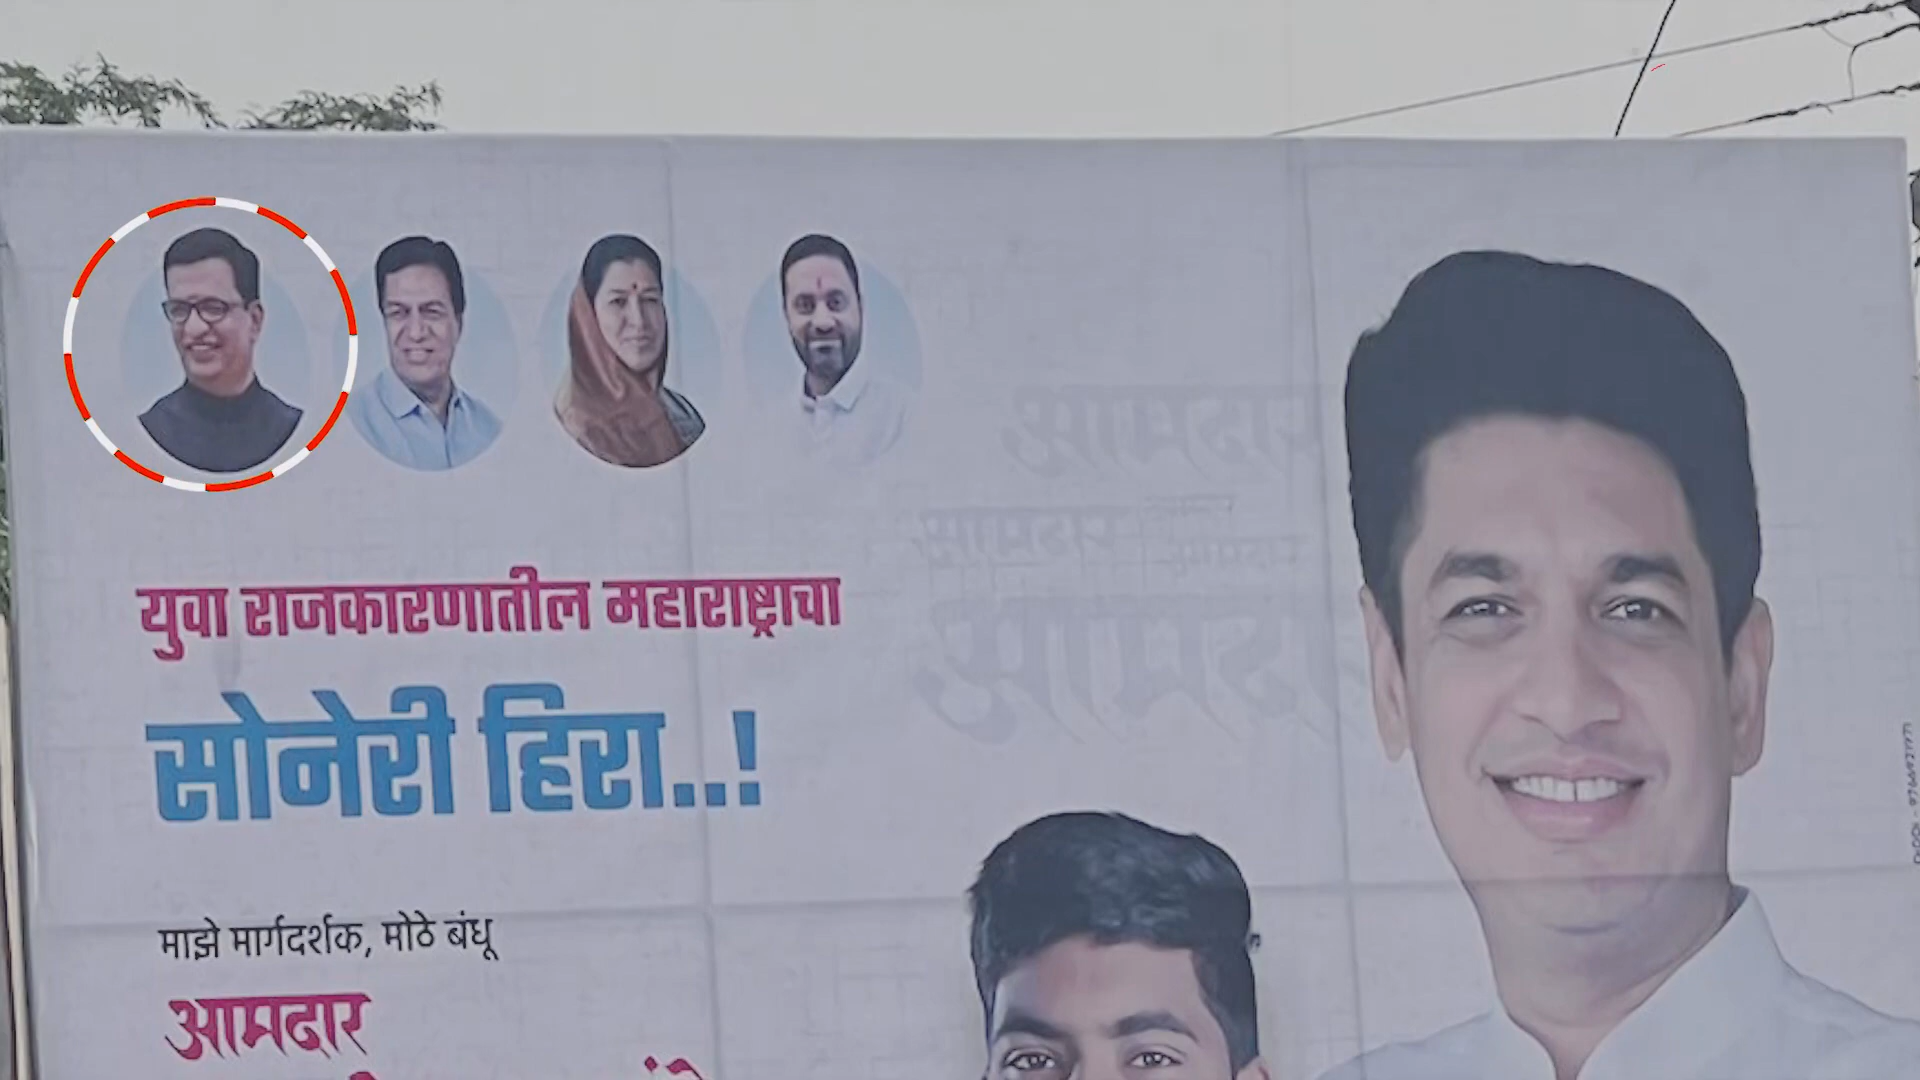 युवा राजकारणातील महाराष्ट्राचा
सोनेरी हिरा..!
माझे मार्गदर्शक, मोठे बंधू
आमदार